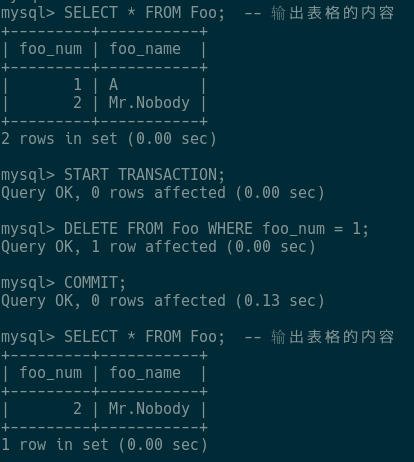 mysql> SELECT * FROM Foo;  -- 输出表格的内容
+---------+-----------+
| foo_num | foo_name  |
+---------+-----------+
|       1 | A         |
|       2 | Mr.Nobody |
+---------+-----------+
2 rows in set (0.00 sec)

mysql> START TRANSACTION;
Query OK, 0 rows affected (0.00 sec)

mysql> DELETE FROM Foo WHERE foo_num = 1;
Query OK, 1 row affected (0.00 sec)

mysql> COMMIT;
Query OK, 0 rows affected (0.13 sec)

mysql> SELECT * FROM Foo;  -- 输出表格的内容
+---------+-----------+
| foo_num | foo_name  |
+---------+-----------+
|       2 | Mr.Nobody |
+---------+-----------+
1 row in set (0.00 sec)